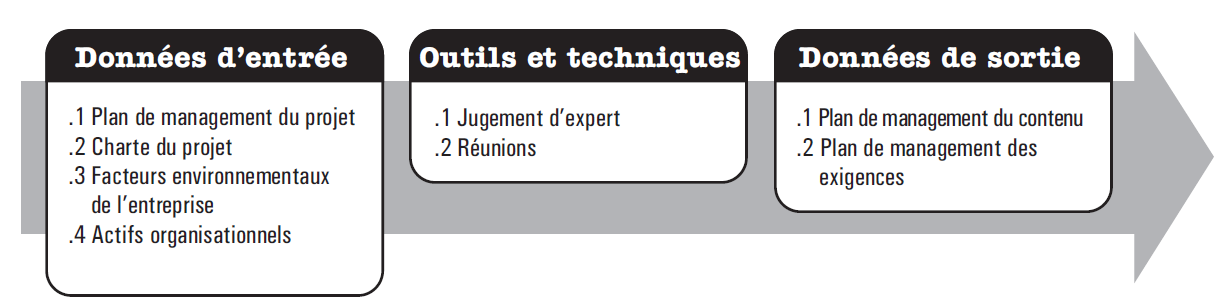 Données d’entrée
.1 Plan de management du projet
.2 Charte du projet
.3 Facteurs environnementaux
de l’entreprise
.4 Actifs organisationnels
Outils et techniques
.1 Jugement d’expert
.2 Réunions
Données de sortie
.1 Plan de management du contenu
.2 Plan de management des
exigences